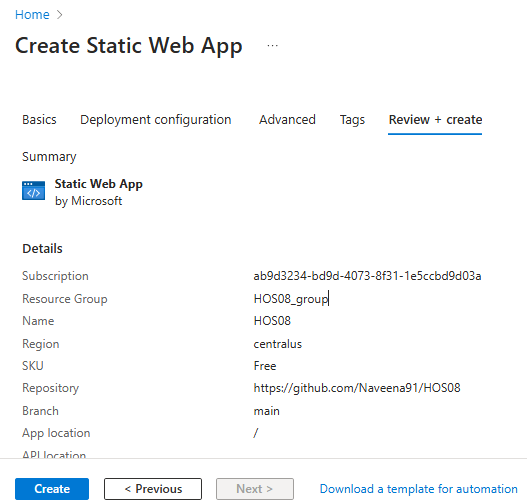 Home >
Create Static Web App ...
Basics Deployment configuration Advanced Tags Review + create
Summary
Static Web App
by Microsoft
Details
Subscription ab9d3234-bd9d-4073-8f31-1e5ccbd9d03a
Resource Group HOS08_group
Name HOS08
Region centralus
SKU Free
Repository https://github.com/Naveena91/HOS08
Branch main
App location /
API location
Create < Previous Next > Download a template for automation